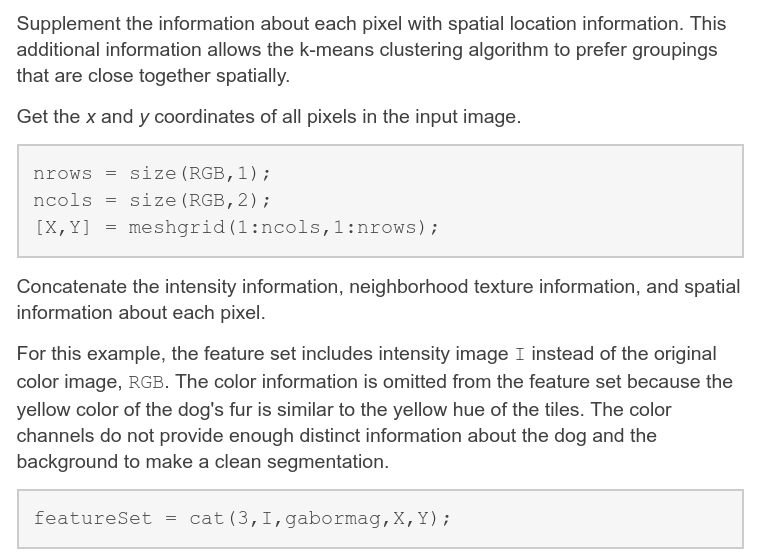 Supplement the information about each pixel with spatial location information. This
additional information allows the k-means clustering algorithm to prefer groupings
that are close together spatially.
Get the x and y coordinates of all pixels in the input image.
nrows = size(RGB,1);
ncols = size(RGB,2);
[X,Y] = meshgrid(1:ncols,1:nrows);
Concatenate the intensity information, neighborhood texture information, and spatial
information about each pixel.
For this example, the feature set includes intensity image I instead of the original
color image, RGB. The color information is omitted from the feature set because the
yellow color of the dog's fur is similar to the yellow hue of the tiles. The color
channels do not provide enough distinct information about the dog and the
background to make a clean segmentation.
featureSet = cat(3,I,gabormag,X,Y);